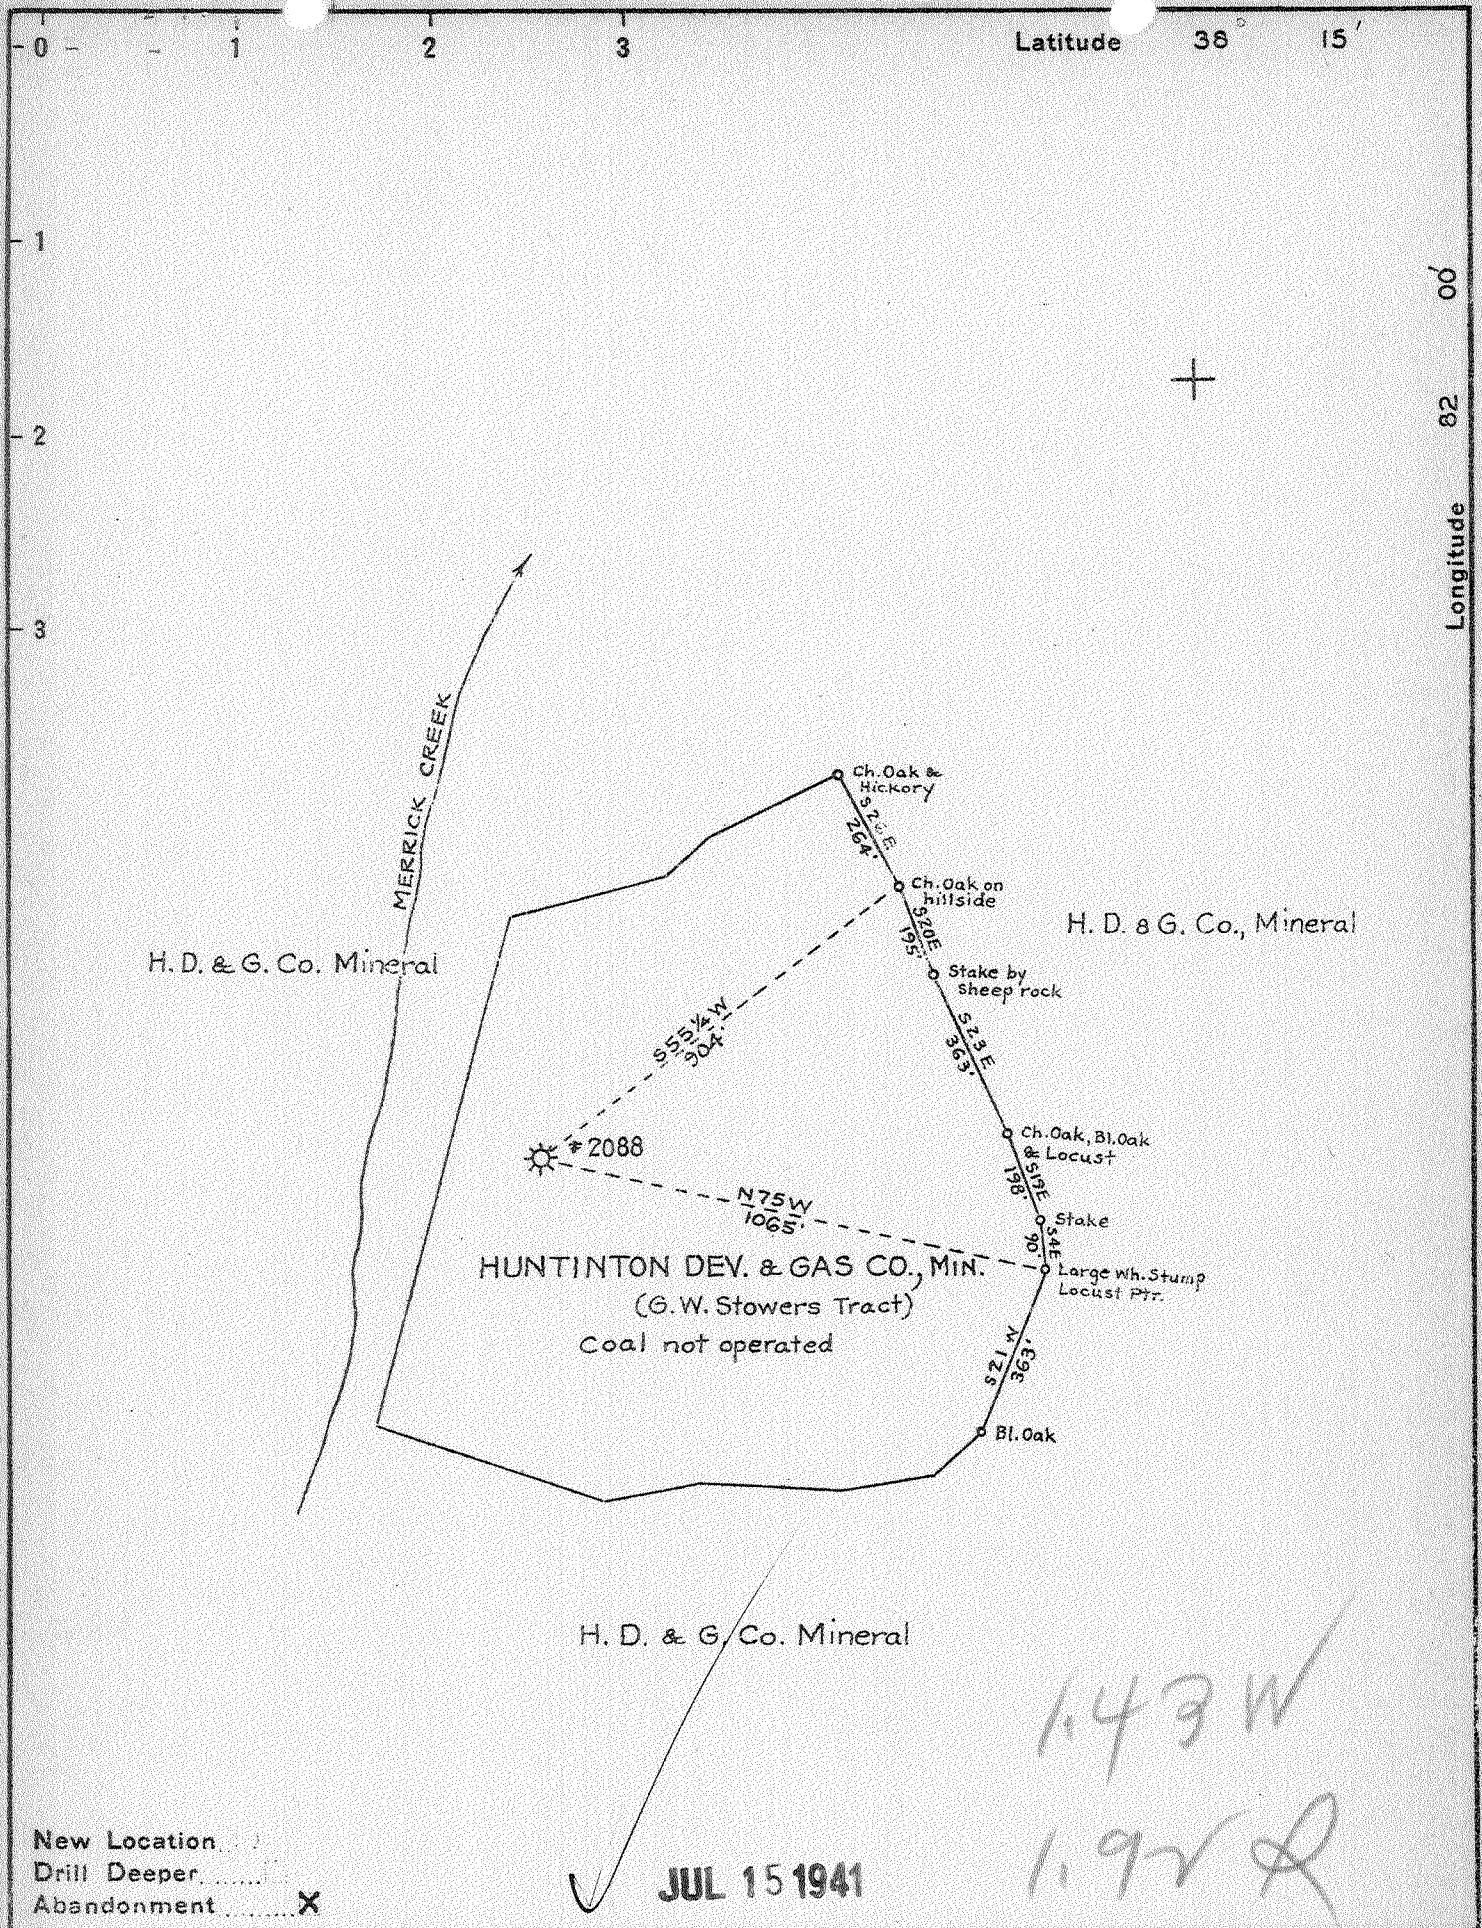 0 1 2 3 Latitude 38° 15'
1
2
3
Longitude 82 00'
MERRICK CREEK
Ch. Oak &
Hickory
264'
Ch. Oak on
hillside
S20E
195'
H. D. & G. Co., Mineral
H. D. & G. Co. Mineral
Stake by
Sheep rock
S55¼W
904'
S23E
363'
#2088
Ch. Oak, Bl. Oak
& Locust
S19E
198'
N75W
1065'
Stake
S4E
90'
HUNTINTON DEV. & GAS CO., MIN.
Large Wh. Stump
Locust Ptr.
(G. W. Stowers Tract)
Coal not operated
S21W
363'
Bl. Oak
H. D. & G. Co. Mineral
1.43 W
New Location
Drill Deeper
Abandonment X
JUL 15 1941